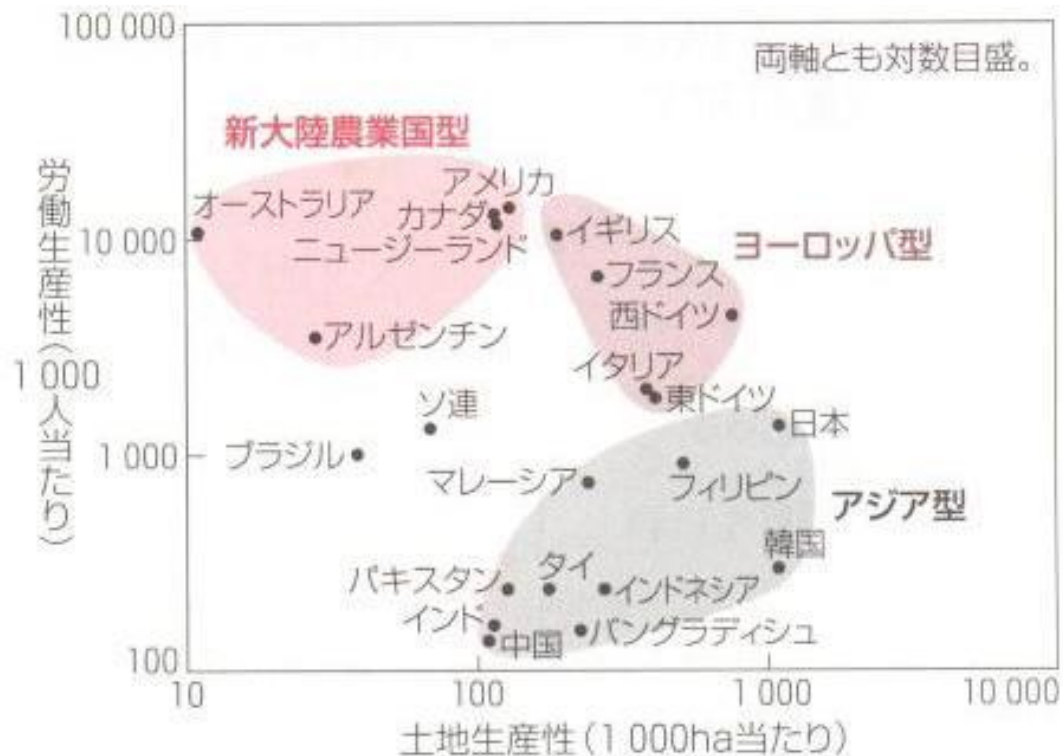 100 000
両軸とも対数目盛。
新大陸農業国型
アメリカ
オーストラリア
カナダ
ニュージーランド
イギリス
ヨーロッパ型
10 000
フランス
西ドイツ
アルゼンチン
イタリア
東ドイツ
ソ連
日本
ブラジル
1 000
マレーシア
フィリピン
アジア型
韓国
パキスタン
タイ
インドネシア
インド
中国
バングラディシュ
100
労働生産性(1 000人当たり)
10
100
1 000
10 000
土地生産性(1 000ha当たり)